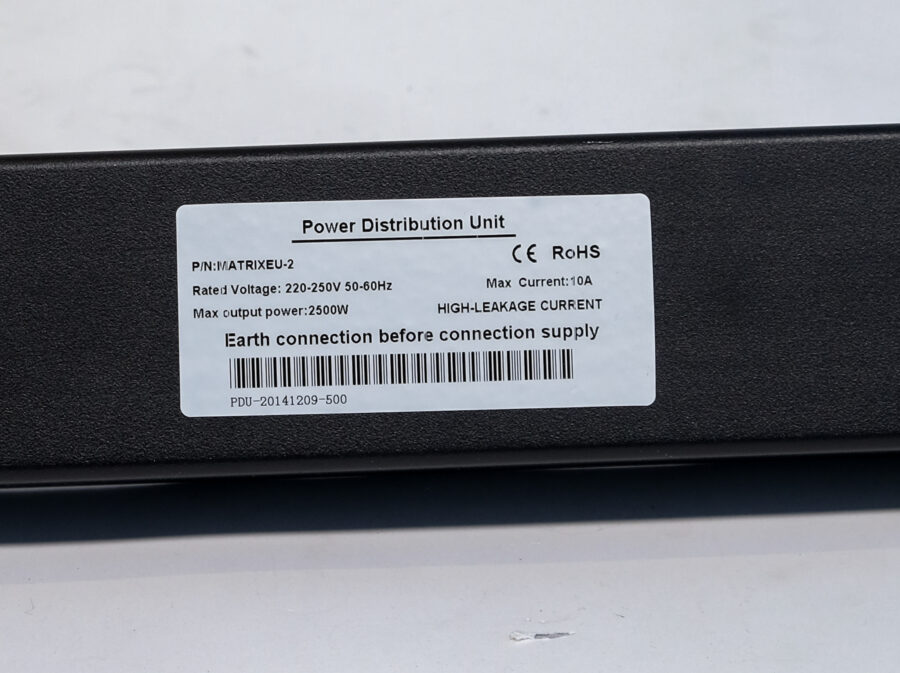 Power Distribution Unit
CE RoHS
P/N:MATRIXEU-2
Rated Voltage: 220-250V 50-60Hz
Max Current:10A
Max output power:2500W
HIGH-LEAKAGE CURRENT
Earth connection before connection supply
PDU-20141209-500